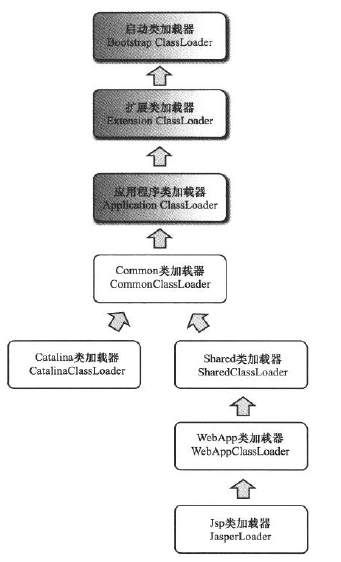 启动类加载器
Bootstrap ClassLoader
扩展类加载器
Extension ClassLoader
应用程序类加载器
Application ClassLoader
Common类加载器
CommonClassLoader
Catalina类加载器
CatalinaClassLoader
Shared类加载器
SharedClassLoader
WebApp类加载器
WebAppClassLoader
Jsp类加载器
JasperLoader